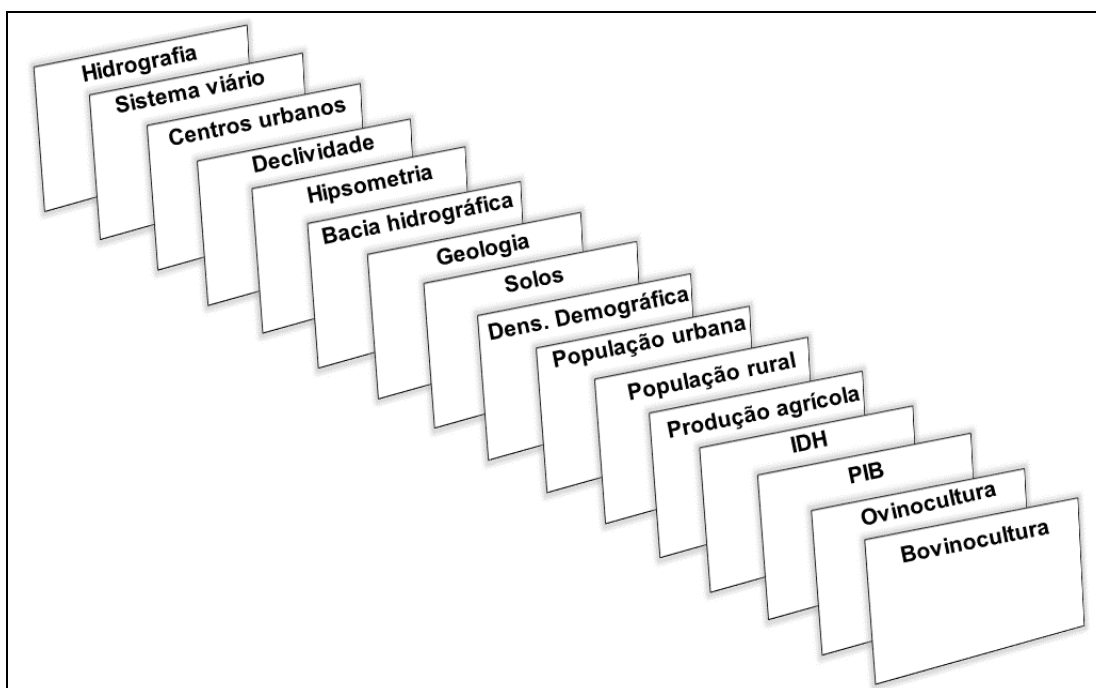 Hidrografia
Sistema viário
Centros urbanos
Declividade
Hipsometria
Bacia hidrográfica
Geologia
Solos
Dens. Demográfica
População urbana
População rural
Produção agrícola
IDH
PIB
Ovinocultura
Bovinocultura